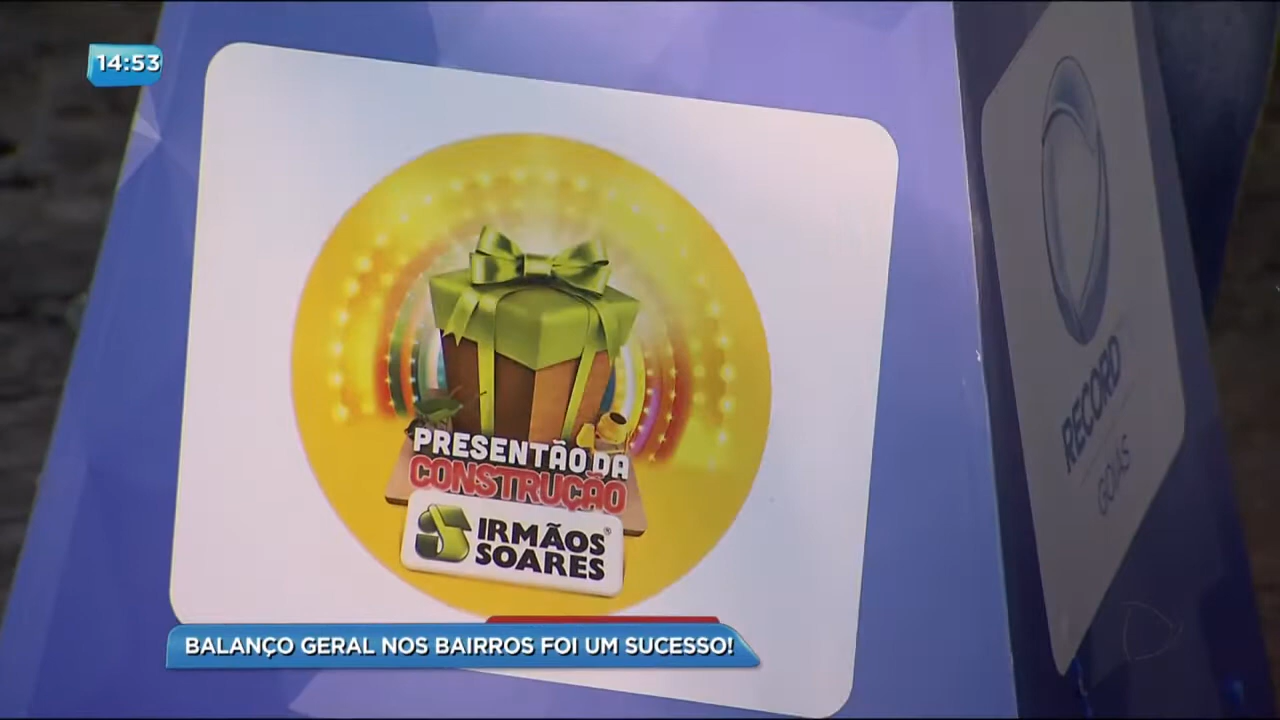 14:53
PRESENTÃO DA
CONSTRUÇÃO
IRMÃOS®
SOARES
RECORD
GOIÁS
BALANÇO GERAL NOS BAIRROS FOI UM SUCESSO!